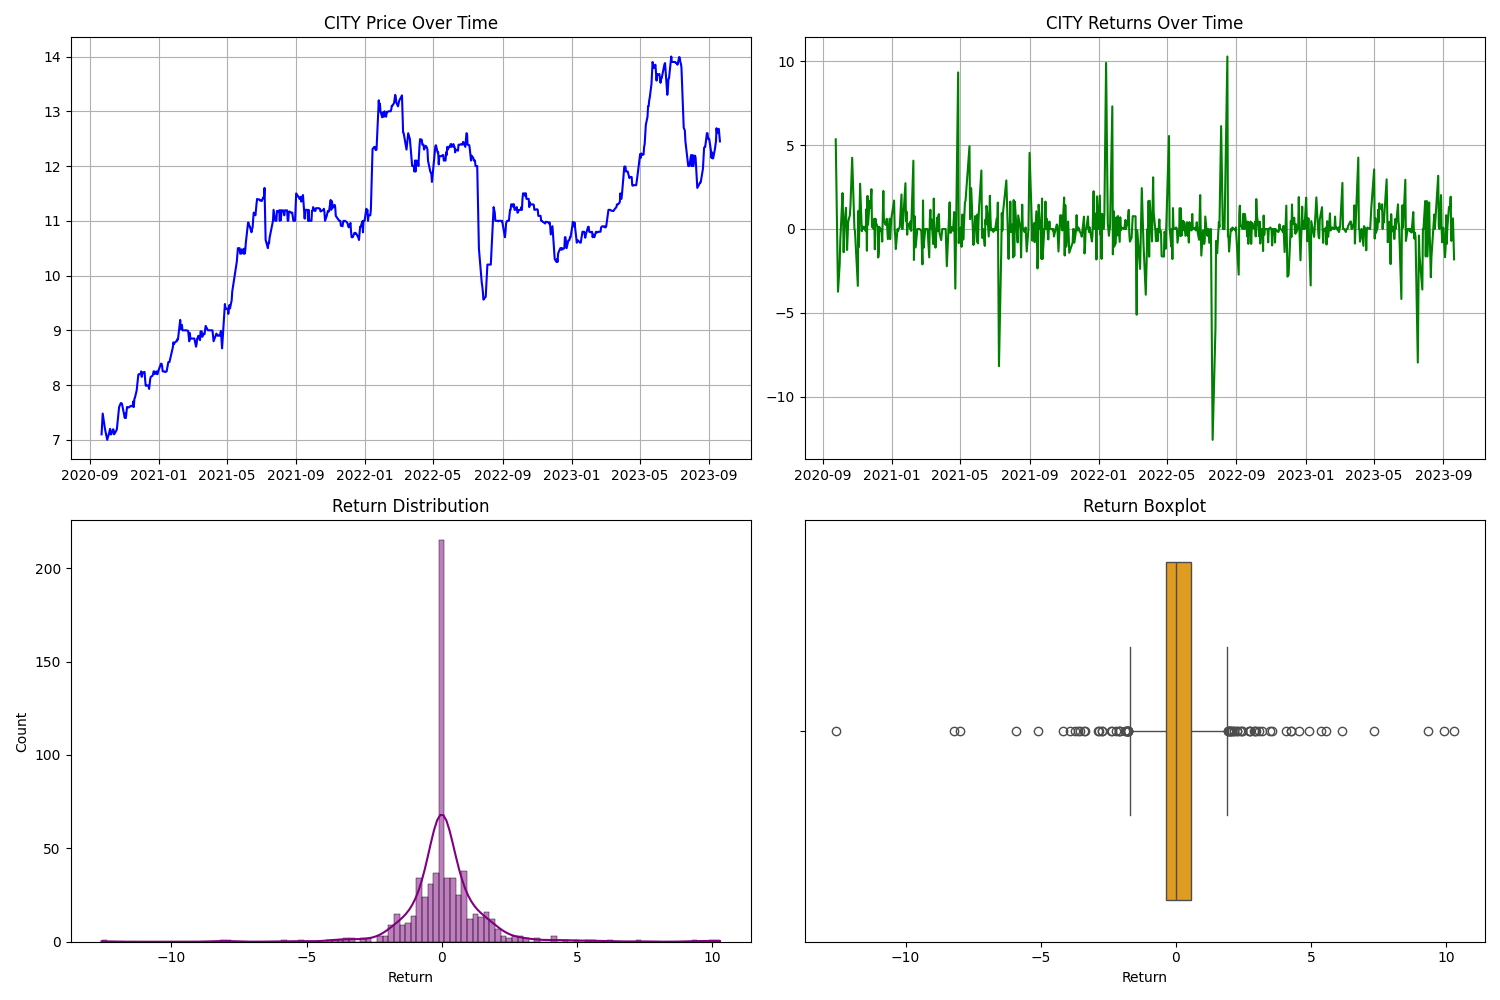 CITY Price Over Time
14
13
12
11
10
9
8
7
2020-09 2021-01 2021-05 2021-09 2022-01 2022-05 2022-09 2023-01 2023-05 2023-09
CITY Returns Over Time
10
5
0
−5
−10
2020-09 2021-01 2021-05 2021-09 2022-01 2022-05 2022-09 2023-01 2023-05 2023-09
Return Distribution
Count
200
150
100
50
0
−10 −5 0 5 10
Return
Return Boxplot
−10 −5 0 5 10
Return